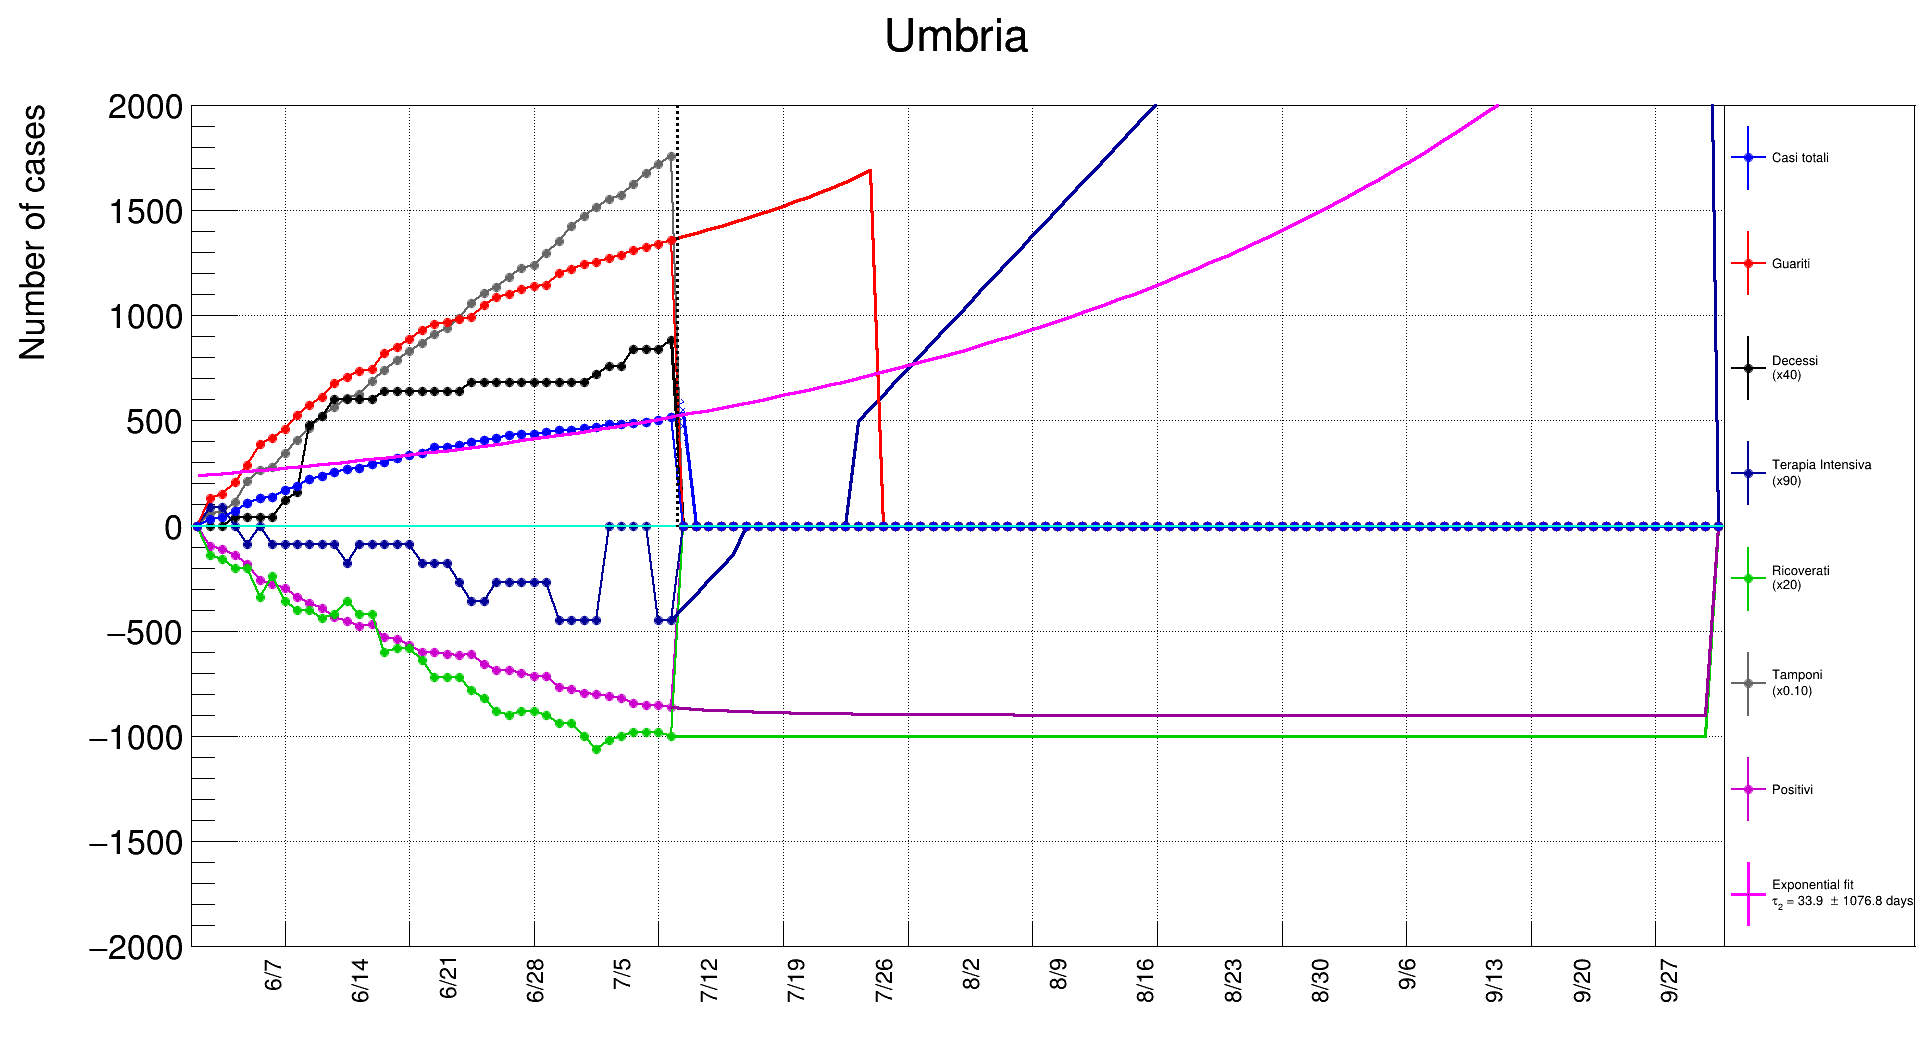 Umbria
Number of cases
2000
1500
1000
500
0
−500
−1000
−1500
−2000
6/7
6/14
6/21
6/28
7/5
7/12
7/19
7/26
8/2
8/9
8/16
8/23
8/30
9/6
9/13
9/20
9/27
Casi totali
Guariti
Decessi
(x40)
Terapia Intensiva
(x90)
Ricoverati
(x20)
Tamponi
(x0.10)
Positivi
Exponential fit
τ2 = 33.9 ± 1076.8 days